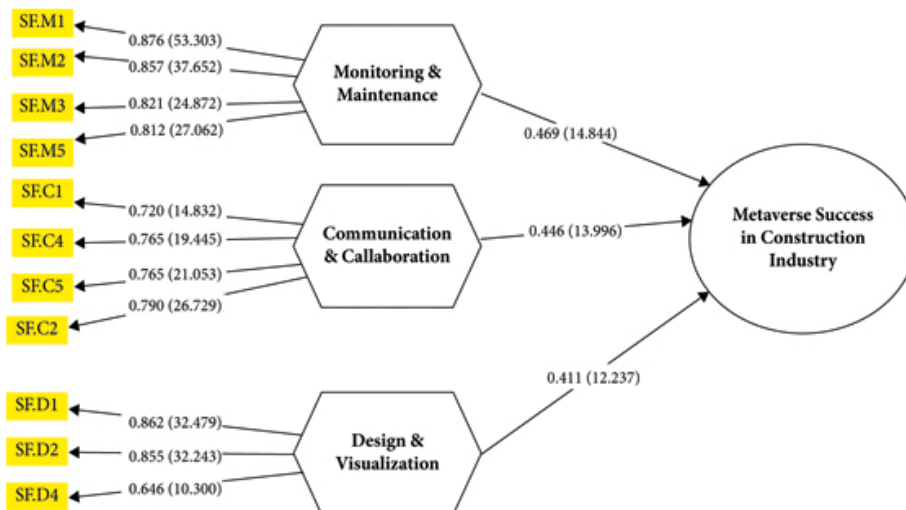 SF.M1
0.876 (53.303)
SF.M2
0.857 (37.652)
SF.M3
0.821 (24.872)
SF.M5
0.812 (27.062)
Monitoring &
Maintenance
0.469 (14.844)
SF.C1
0.720 (14.832)
SF.C4
0.765 (19.445)
SF.C5
0.765 (21.053)
SF.C2
0.790 (26.729)
Communication
& Callaboration
0.446 (13.996)
Metaverse Success
in Construction
Industry
SF.D1
0.862 (32.479)
SF.D2
0.855 (32.243)
SF.D4
0.646 (10.300)
Design &
Visualization
0.411 (12.237)